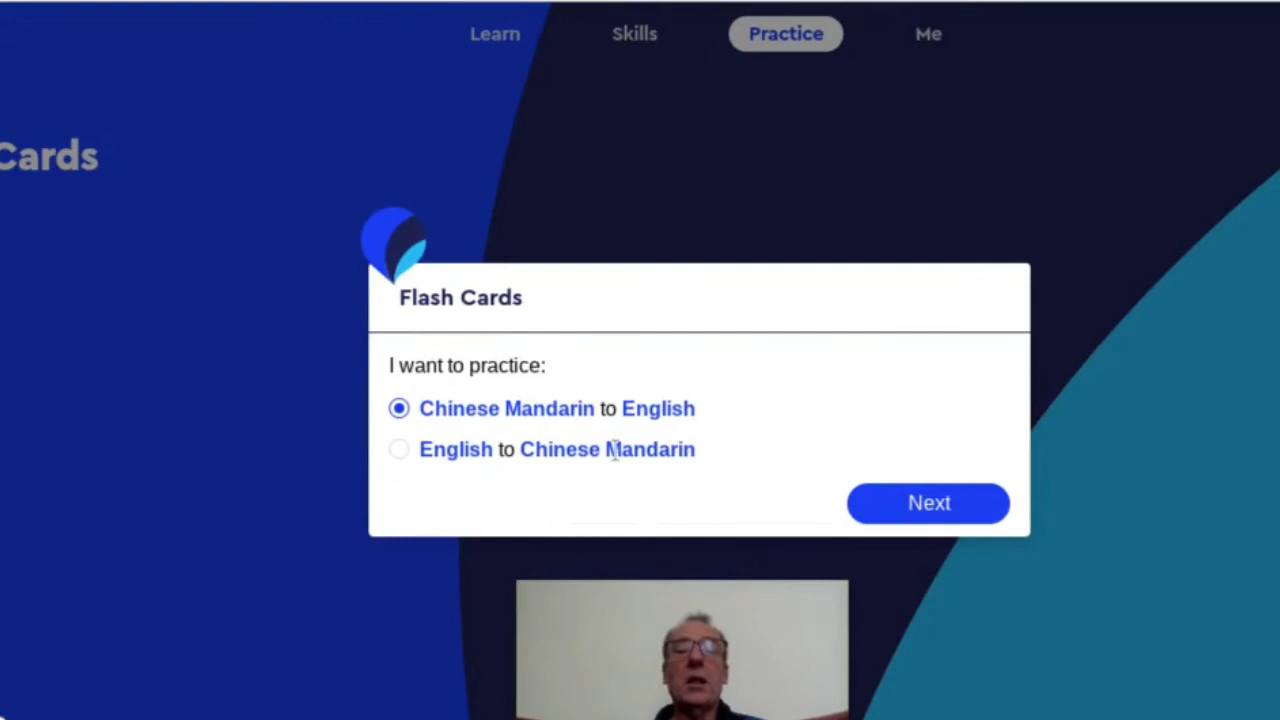 Learn
Skills
Practice
Me
Cards
Flash Cards
I want to practice:
Chinese Mandarin to English
English to Chinese Mandarin
Next